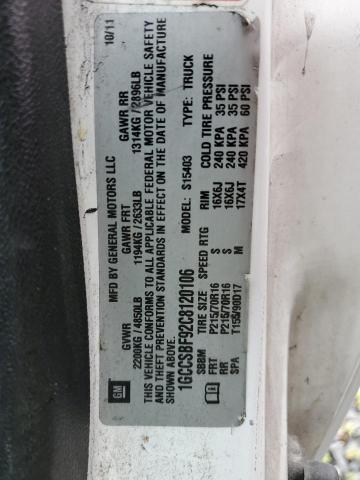 GM
MFD BY GENERAL MOTORS LLC 10/11
GVWR GAWR FRT GAWR RR
2200KG / 4850LB 1194KG / 2633LB 1314KG / 2896LB
THIS VEHICLE CONFORMS TO ALL APPLICABLE FEDERAL MOTOR VEHICLE SAFETY
AND THEFT PREVENTION STANDARDS IN EFFECT ON THE DATE OF MANUFACTURE
SHOWN ABOVE.
1GCCSBF92C8120106 MODEL: S15403 TYPE: TRUCK
SBBM TIRE SIZE SPEED RTG RIM COLD TIRE PRESSURE
FRT P215/70R16 S 16X6J 240 KPA 35 PSI
RR P215/70R16 S 16X6J 240 KPA 35 PSI
SPA T155/90D17 M 17X4T 420 KPA 60 PSI